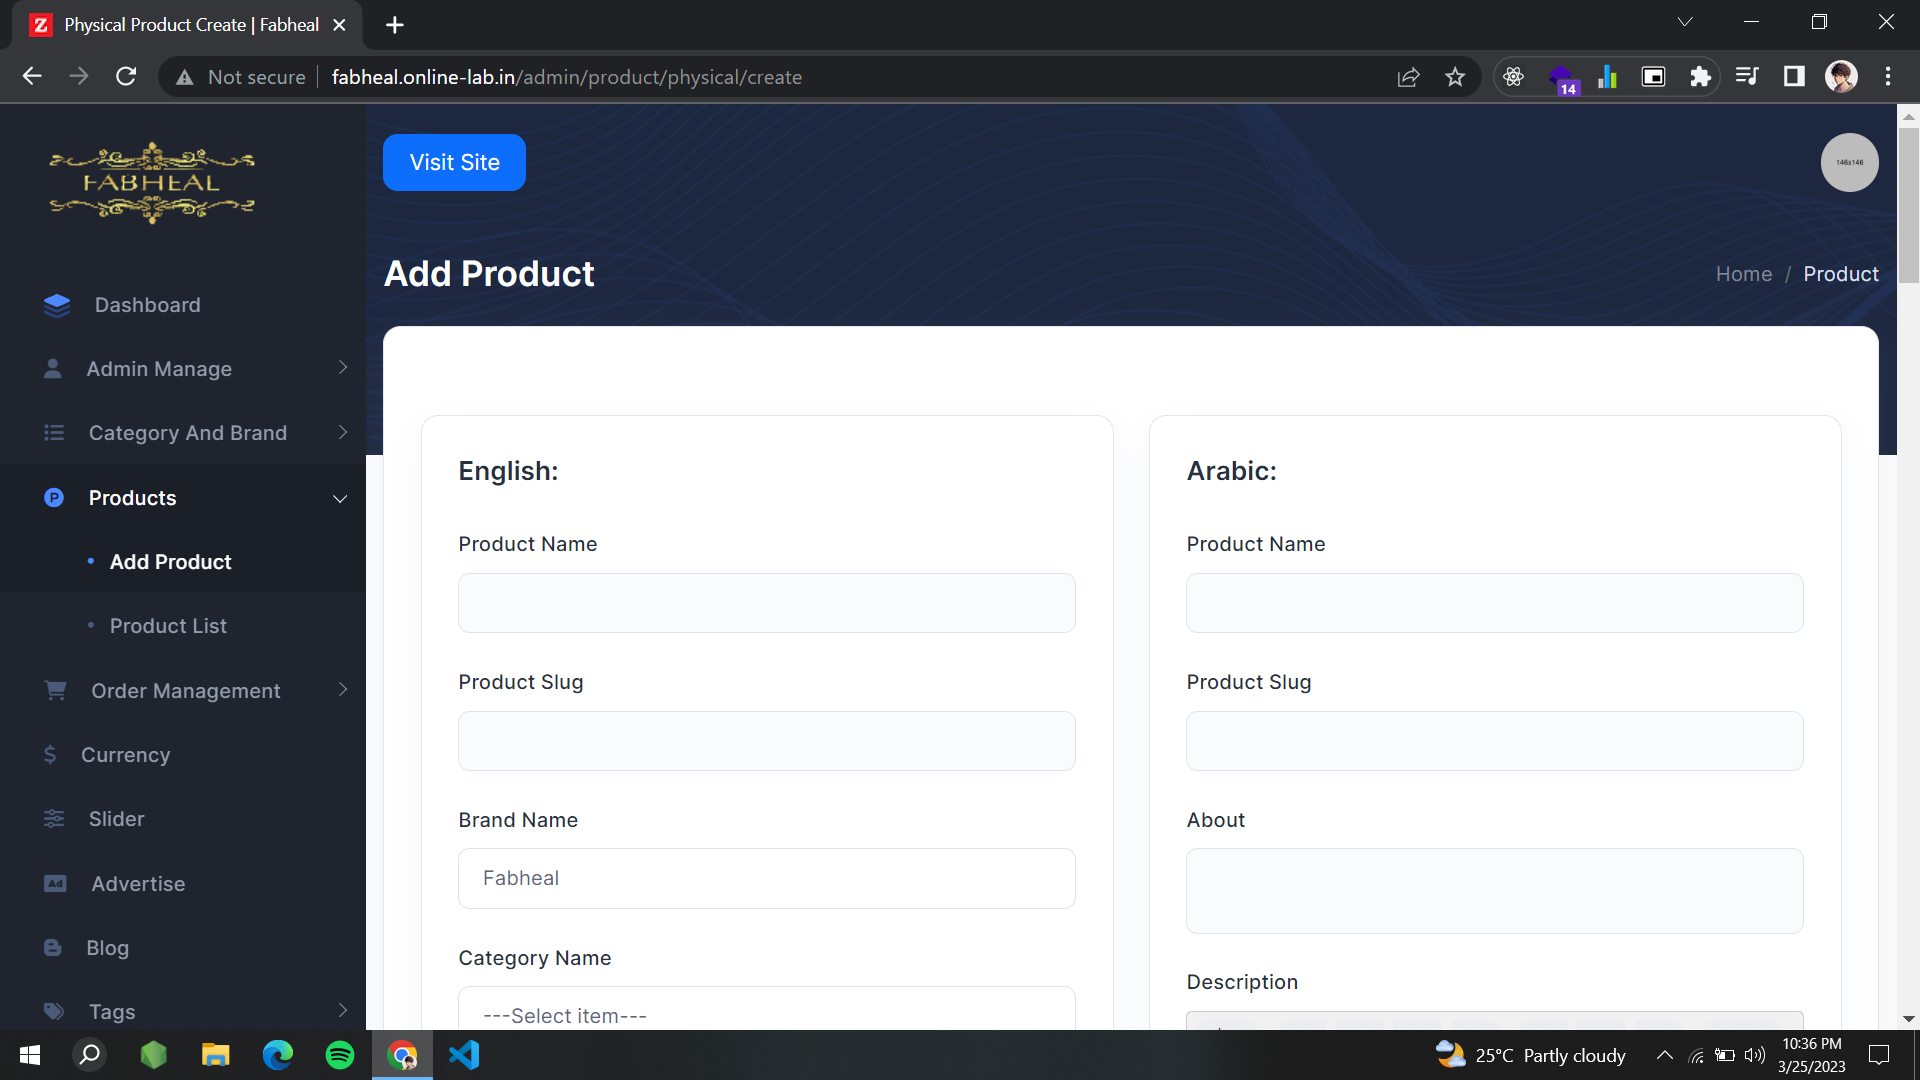 Physical Product Create | Fabheal
Not secure
fabheal.online-lab.in/admin/product/physical/create
14
FABHEAL
Visit Site
146x146
Add Product
Home / Product
Dashboard
Admin Manage
Category And Brand
Products
Add Product
Product List
Order Management
Currency
Slider
Advertise
Blog
Tags
English:
Product Name
Product Slug
Brand Name
Fabheal
Category Name
---Select item---
Arabic:
Product Name
Product Slug
About
Description
25°C Partly cloudy
10:36 PM
3/25/2023